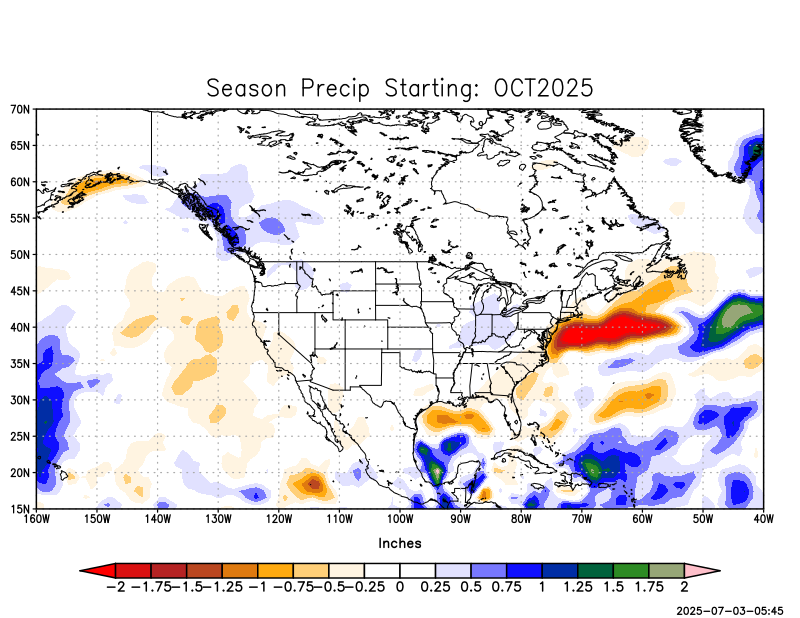 Season Precip Starting: OCT2025
70N
65N
60N
55N
50N
45N
40N
35N
30N
25N
20N
15N
160W 150W 140W 130W 120W 110W 100W 90W 80W 70W 60W 50W 40W
Inches
-2 -1.75 -1.5 -1.25 -1 -0.75 -0.5 -0.25 0 0.25 0.5 0.75 1 1.25 1.5 1.75 2
2025-07-03-05:45